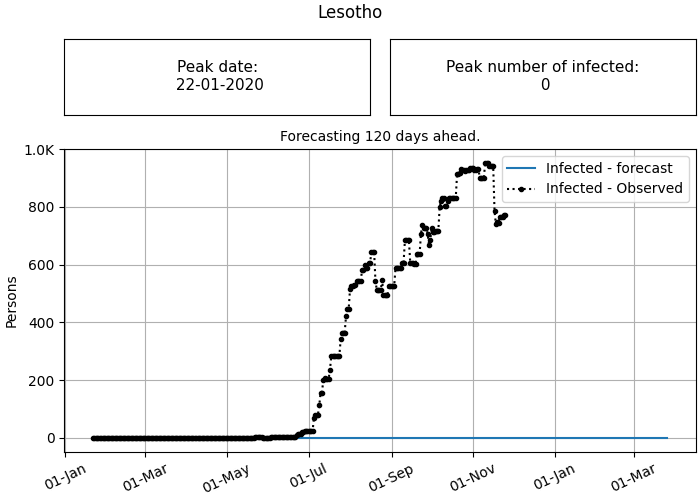 Lesotho
Peak date:
22-01-2020
Peak number of infected:
0
Forecasting 120 days ahead.
1.0K
800
600
400
200
0
Persons
Infected - forecast
Infected - Observed
01-Jan
01-Mar
01-May
01-Jul
01-Sep
01-Nov
01-Jan
01-Mar